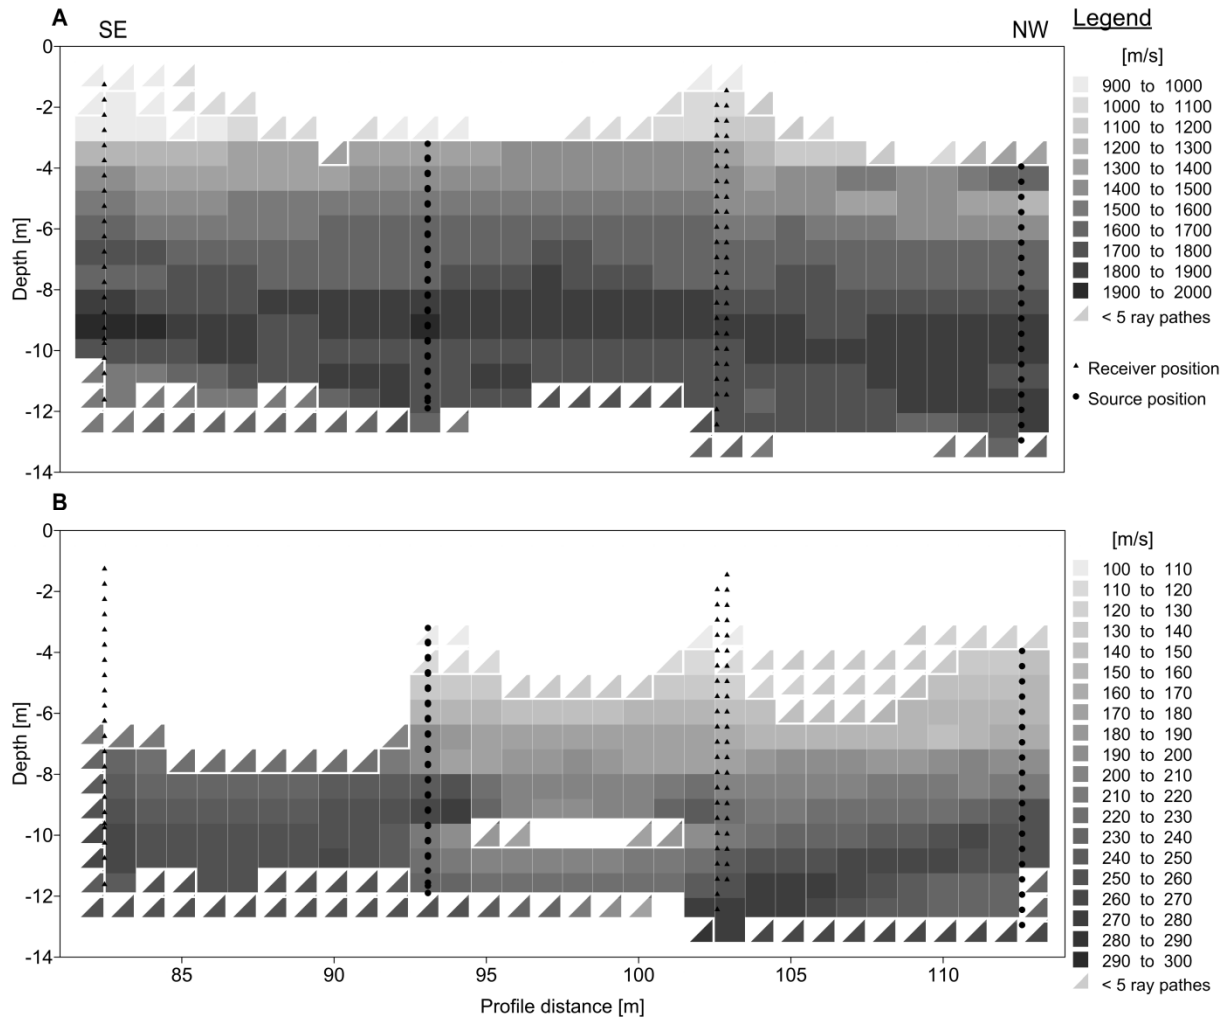 A
SE
NW
Legend
0
-2
-4
-6
-8
-10
-12
-14
Depth [m]
[m/s]
900 to 1000
1000 to 1100
1100 to 1200
1200 to 1300
1300 to 1400
1400 to 1500
1500 to 1600
1600 to 1700
1700 to 1800
1800 to 1900
1900 to 2000
< 5 ray pathes
Receiver position
Source position
B
0
-2
-4
-6
-8
-10
-12
-14
Depth [m]
85
90
95
100
105
110
Profile distance [m]
[m/s]
100 to 110
110 to 120
120 to 130
130 to 140
140 to 150
150 to 160
160 to 170
170 to 180
180 to 190
190 to 200
200 to 210
210 to 220
220 to 230
230 to 240
240 to 250
250 to 260
260 to 270
270 to 280
280 to 290
290 to 300
< 5 ray pathes